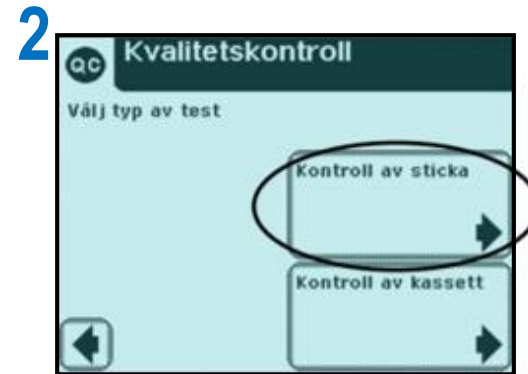 2
QC Kvalitetskontroll
Välj typ av test
Kontroll av sticka
Kontroll av kassett